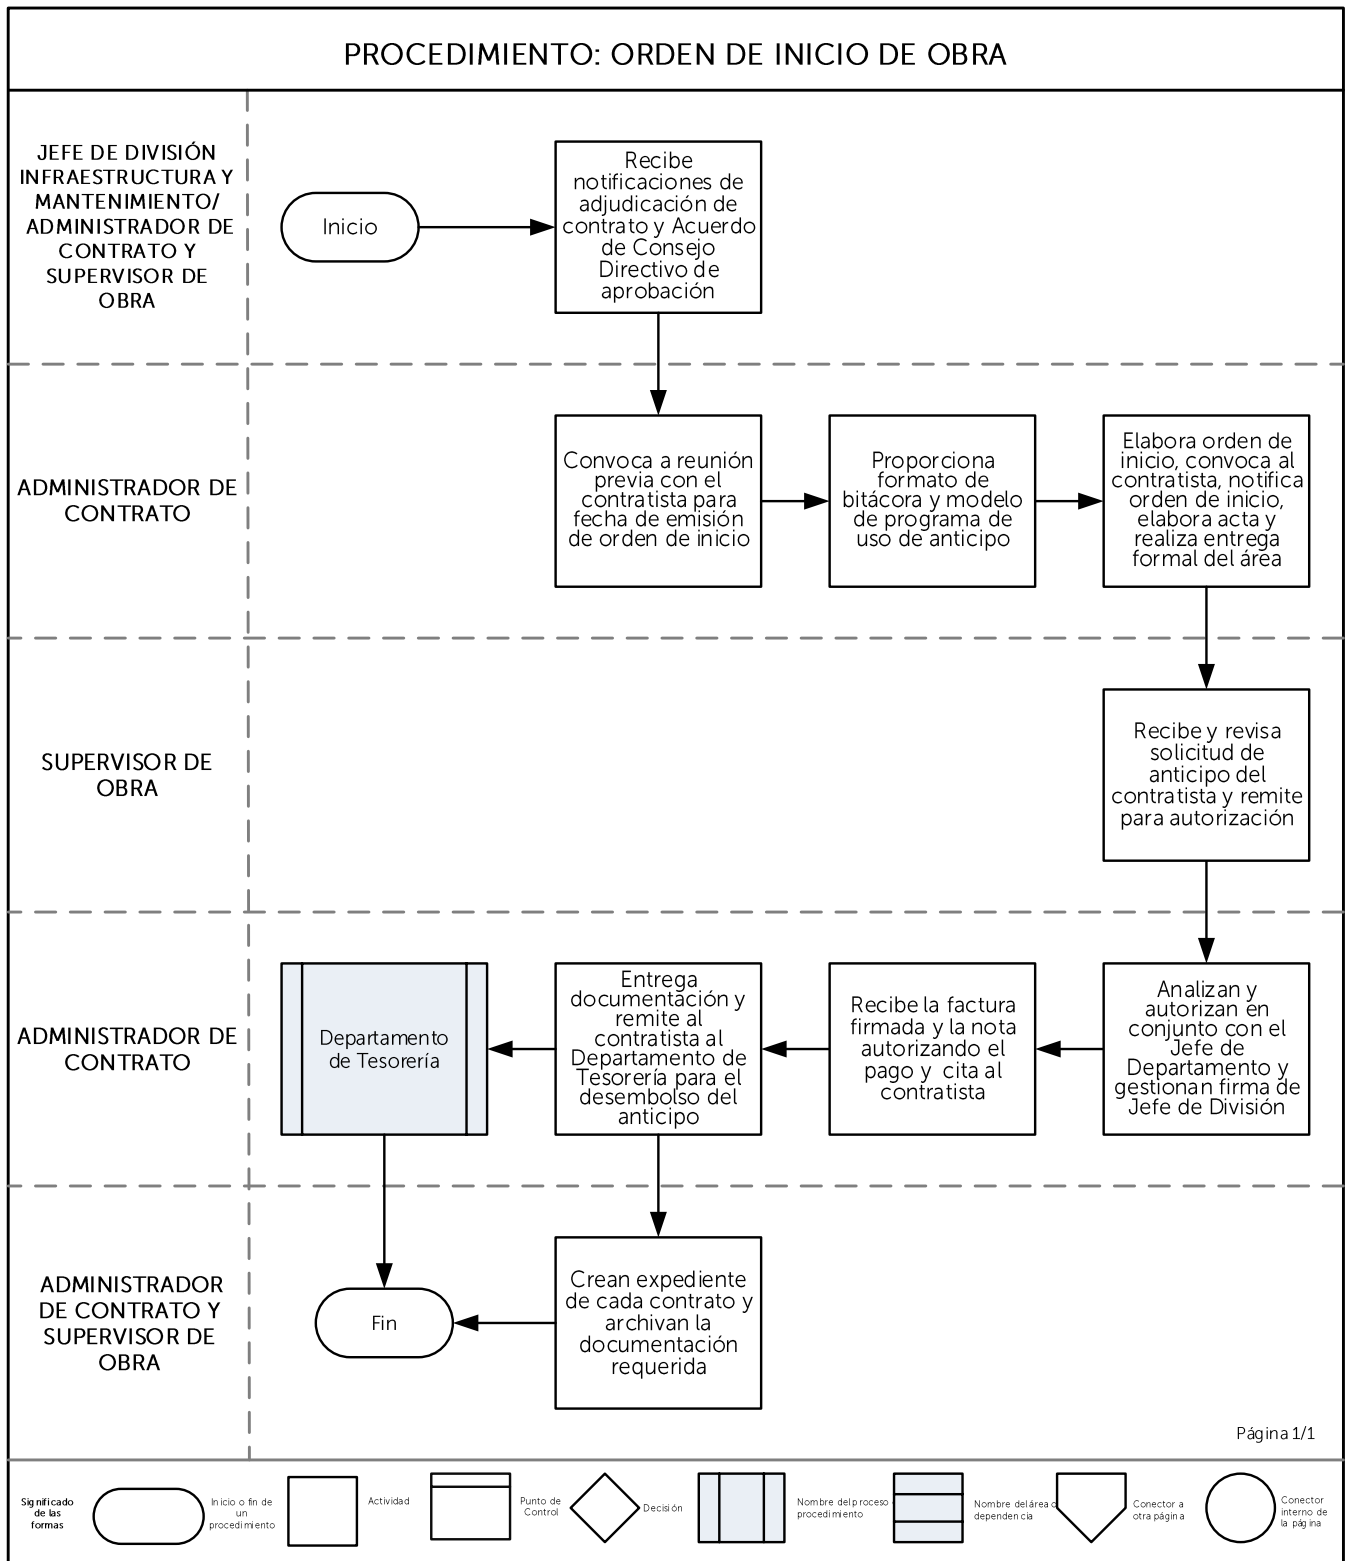 PROCEDIMIENTO: ORDEN DE INICIO DE OBRA
JEFE DE DIVISIÓN
INFRAESTRUCTURA Y
MANTENIMIENTO/
ADMINISTRADOR DE
CONTRATO Y
SUPERVISOR DE
OBRA
Inicio
Recibe
notificaciones de
adjudicación de
contrato y Acuerdo
de Consejo
Directivo de
aprobación
ADMINISTRADOR DE
CONTRATO
Convoca a reunión
previa con el
contratista para
fecha de emisión
de orden de inicio
Proporciona
formato de
bitácora y modelo
de programa de
uso de anticipo
Elabora orden de
inicio, convoca al
contratista, notifica
orden de inicio,
elabora acta y
realiza entrega
formal del área
SUPERVISOR DE
OBRA
Recibe y revisa
solicitud de
anticipo del
contratista y remite
para autorización
ADMINISTRADOR DE
CONTRATO
Departamento
de Tesorería
Entrega
documentación y
remite al
contratista al
Departamento de
Tesorería para el
desembolso del
anticipo
Recibe la factura
firmada y la nota
autorizando el
pago y cita al
contratista
Analizan y
autorizan en
conjunto con el
Jefe de
Departamento y
gestionan firma de
Jefe de División
ADMINISTRADOR
DE CONTRATO Y
SUPERVISOR DE
OBRA
Fin
Crean expediente
de cada contrato y
archivan la
documentación
requerida
Página 1/1
Significado
de las
formas
Inicio o fin de
un
procedimiento
Actividad
Punto de
Control
Decisión
Nombre del proceso
procedimiento
Nombre del área o
dependencia
Conector a
otra página
Conector
interno de
la página